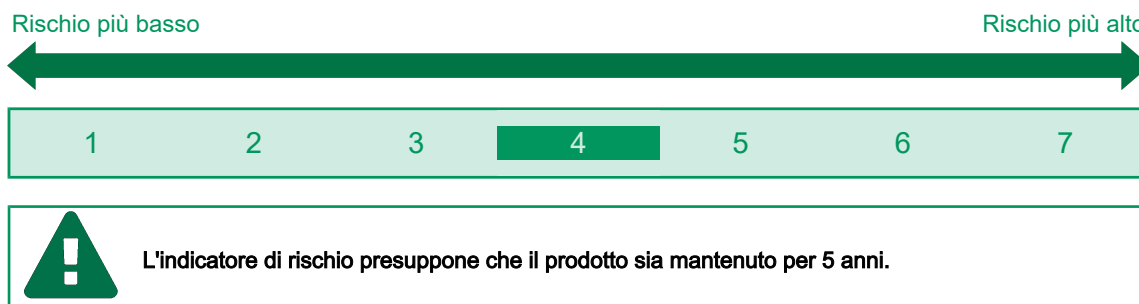 Rischio più basso Rischio più alto
1 2 3 4 5 6 7
L'indicatore di rischio presuppone che il prodotto sia mantenuto per 5 anni.